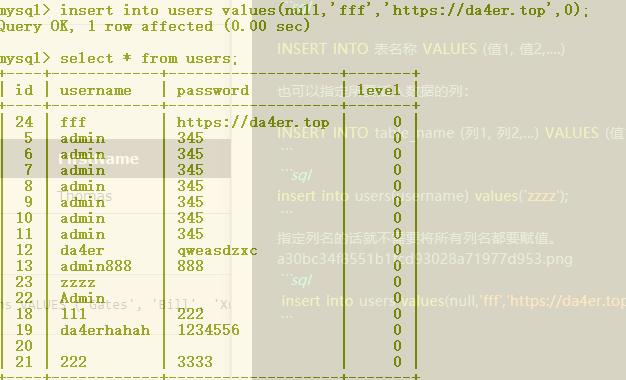 mysql> insert into users values(null,'fff','https://da4er.top',0);
Query OK, 1 row affected (0.00 sec)
mysql> select * from users;
| id | username | password | level |
| 24 | fff | https://da4er.top | 0 |
| 5 | admin | 345 | 0 |
| 6 | admin | 345 | 0 |
| 7 | admin | 345 | 0 |
| 8 | admin | 345 | 0 |
| 9 | admin | 345 | 0 |
| 10 | admin | 345 | 0 |
| 11 | admin | 345 | 0 |
| 12 | da4er | qweasdzxc | 0 |
| 13 | admin888 | 888 | 0 |
| 23 | zzzz | | 0 |
| 22 | Admin | | 0 |
| 18 | 111 | 222 | 0 |
| 19 | da4erhahah | 1234556 | 0 |
| 20 | | | 0 |
| 21 | 222 | 3333 | 0 |
INSERT INTO 表名称 VALUES (值1, 值2,....)
也可以指定 数据的列:
INSERT INTO table_name (列1, 列2,...) VALUES (值
```
```sql
insert into users(username) values('zzzz');
```
指定列名的话就不 要将所有列名都要赋值。
```sql
insert into users values(null,'fff','https://da4er.top
```
Name
Thomas
VALUES 'Gates', 'Bill',